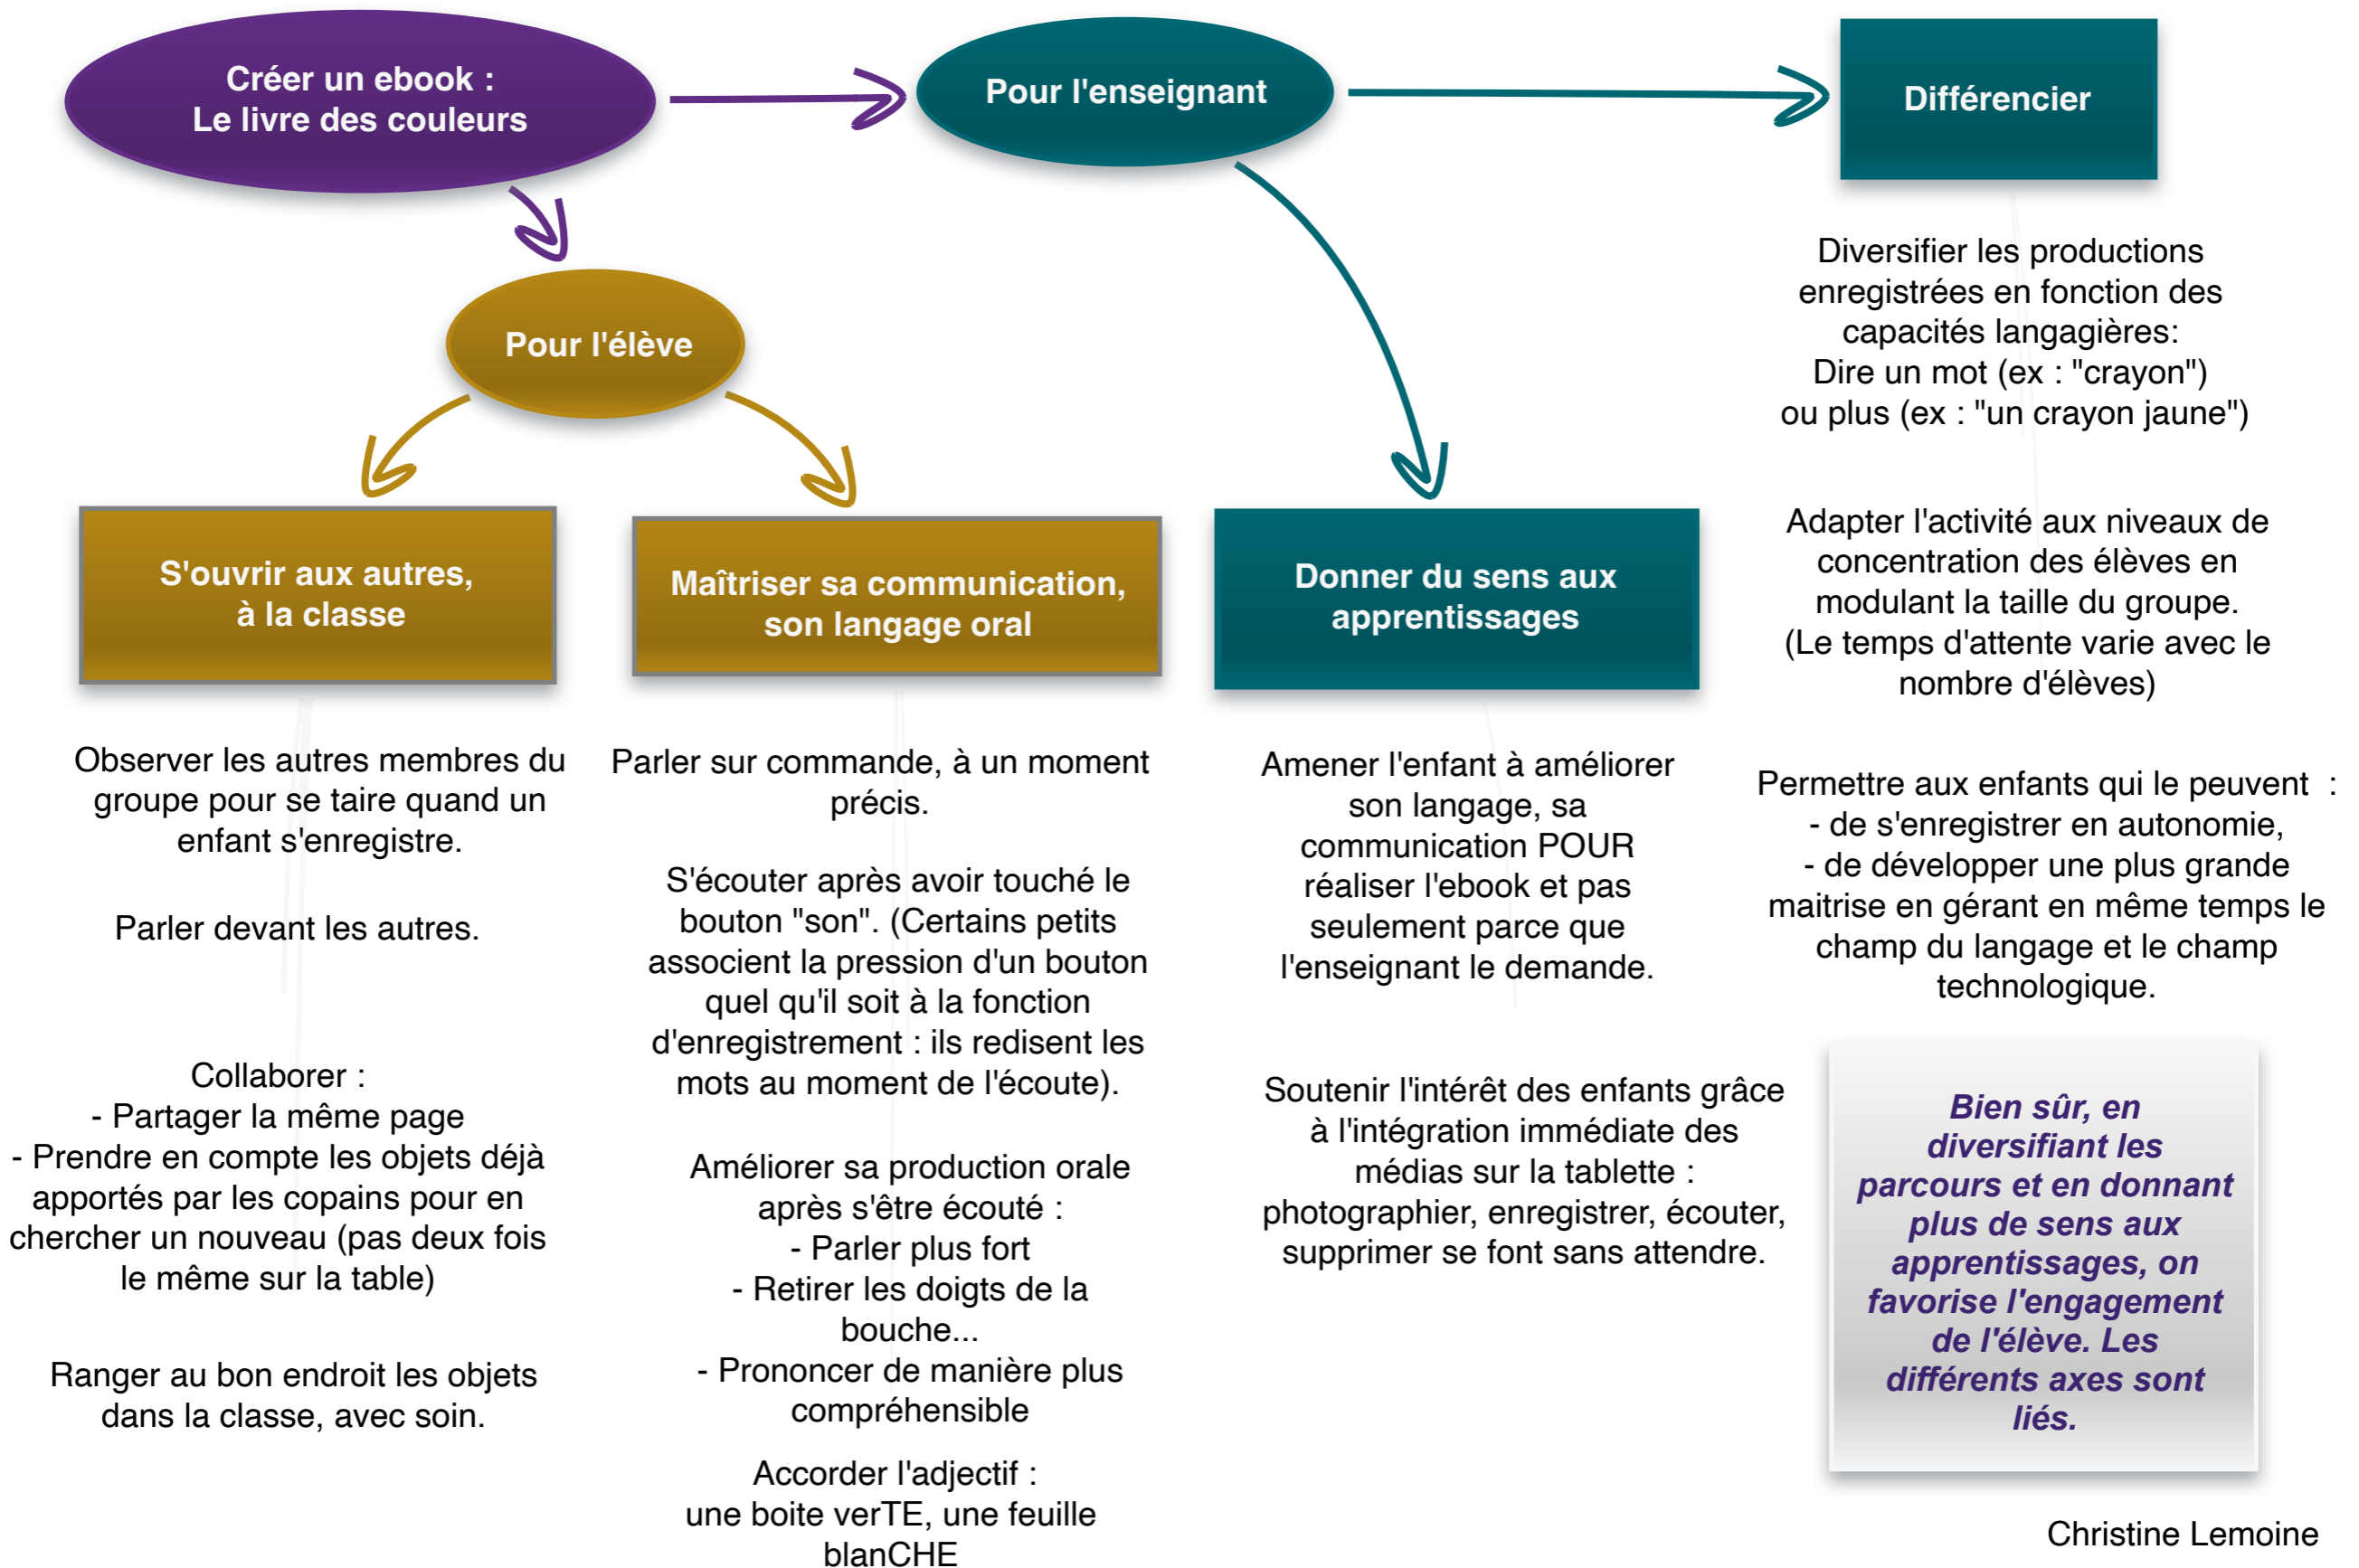 Créer un ebook :
Le livre des couleurs
Pour l'enseignant
Différencier
Pour l'élève
S'ouvrir aux autres,
à la classe
Maîtriser sa communication,
son langage oral
Donner du sens aux
apprentissages
Observer les autres membres du
groupe pour se taire quand un
enfant s'enregistre.
Parler devant les autres.
Collaborer :
- Partager la même page
- Prendre en compte les objets déjà
apportés par les copains pour en
chercher un nouveau (pas deux fois
le même sur la table)
Ranger au bon endroit les objets
dans la classe, avec soin.
Parler sur commande, à un moment
précis.
S'écouter après avoir touché le
bouton "son". (Certains petits
associent la pression d'un bouton
quel qu'il soit à la fonction
d'enregistrement : ils redisent les
mots au moment de l'écoute).
Améliorer sa production orale
après s'être écouté :
- Parler plus fort
- Retirer les doigts de la
bouche...
- Prononcer de manière plus
compréhensible
Accorder l'adjectif :
une boite verTE, une feuille
blanCHE
Amener l'enfant à améliorer
son langage, sa
communication POUR
réaliser l'ebook et pas
seulement parce que
l'enseignant le demande.
Soutenir l'intérêt des enfants grâce
à l'intégration immédiate des
médias sur la tablette :
photographier, enregistrer, écouter,
supprimer se font sans attendre.
Diversifier les productions
enregistrées en fonction des
capacités langagières:
Dire un mot (ex : "crayon")
ou plus (ex : "un crayon jaune")
Adapter l'activité aux niveaux de
concentration des élèves en
modulant la taille du groupe.
(Le temps d'attente varie avec le
nombre d'élèves)
Permettre aux enfants qui le peuvent :
- de s'enregistrer en autonomie,
- de développer une plus grande
maitrise en gérant en même temps le
champ du langage et le champ
technologique.
Bien sûr, en
diversifiant les
parcours et en donnant
plus de sens aux
apprentissages, on
favorise l'engagement
de l'élève. Les
différents axes sont
liés.
Christine Lemoine